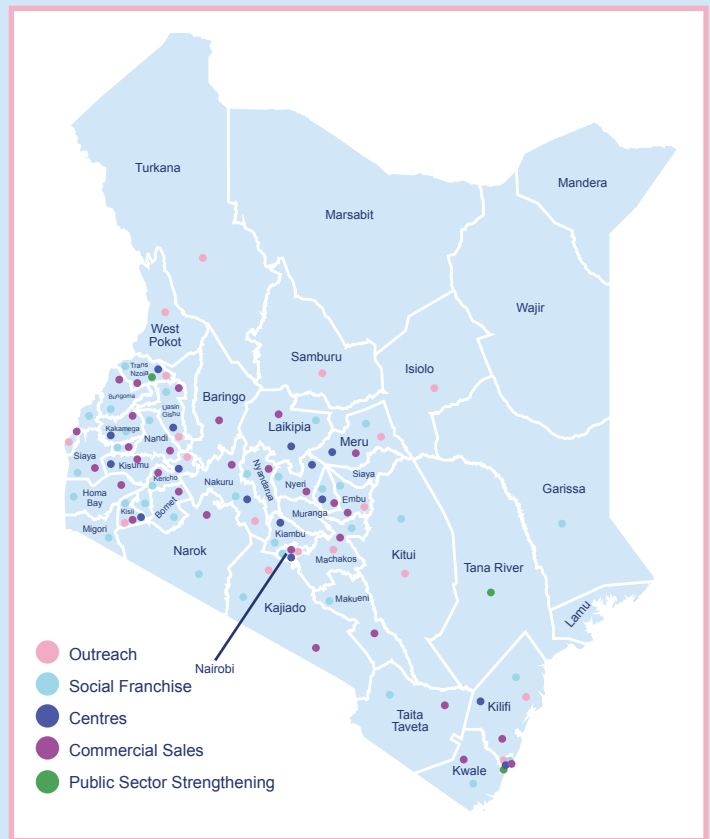 Turkana
Mandera
Marsabit
Wajir
West
Pokot
Samburu
Isiolo
Trans
Nzoia
Baringo
Bungoma
Uasin
Gishu
Laikipia
Kakamega
Nandi
Meru
Siaya
Kisumu
Siaya
Kericho
Nakuru
Nyandarua
Nyeri
Garissa
Homa
Bay
Embu
Bomet
Kisii
Muranga
Migori
Kiambu
Narok
Machakos
Kitui
Tana River
Makueni
Kajiado
Lamu
Outreach
Nairobi
Social Franchise
Centres
Kilifi
Taita
Taveta
Commercial Sales
Kwale
Public Sector Strengthening